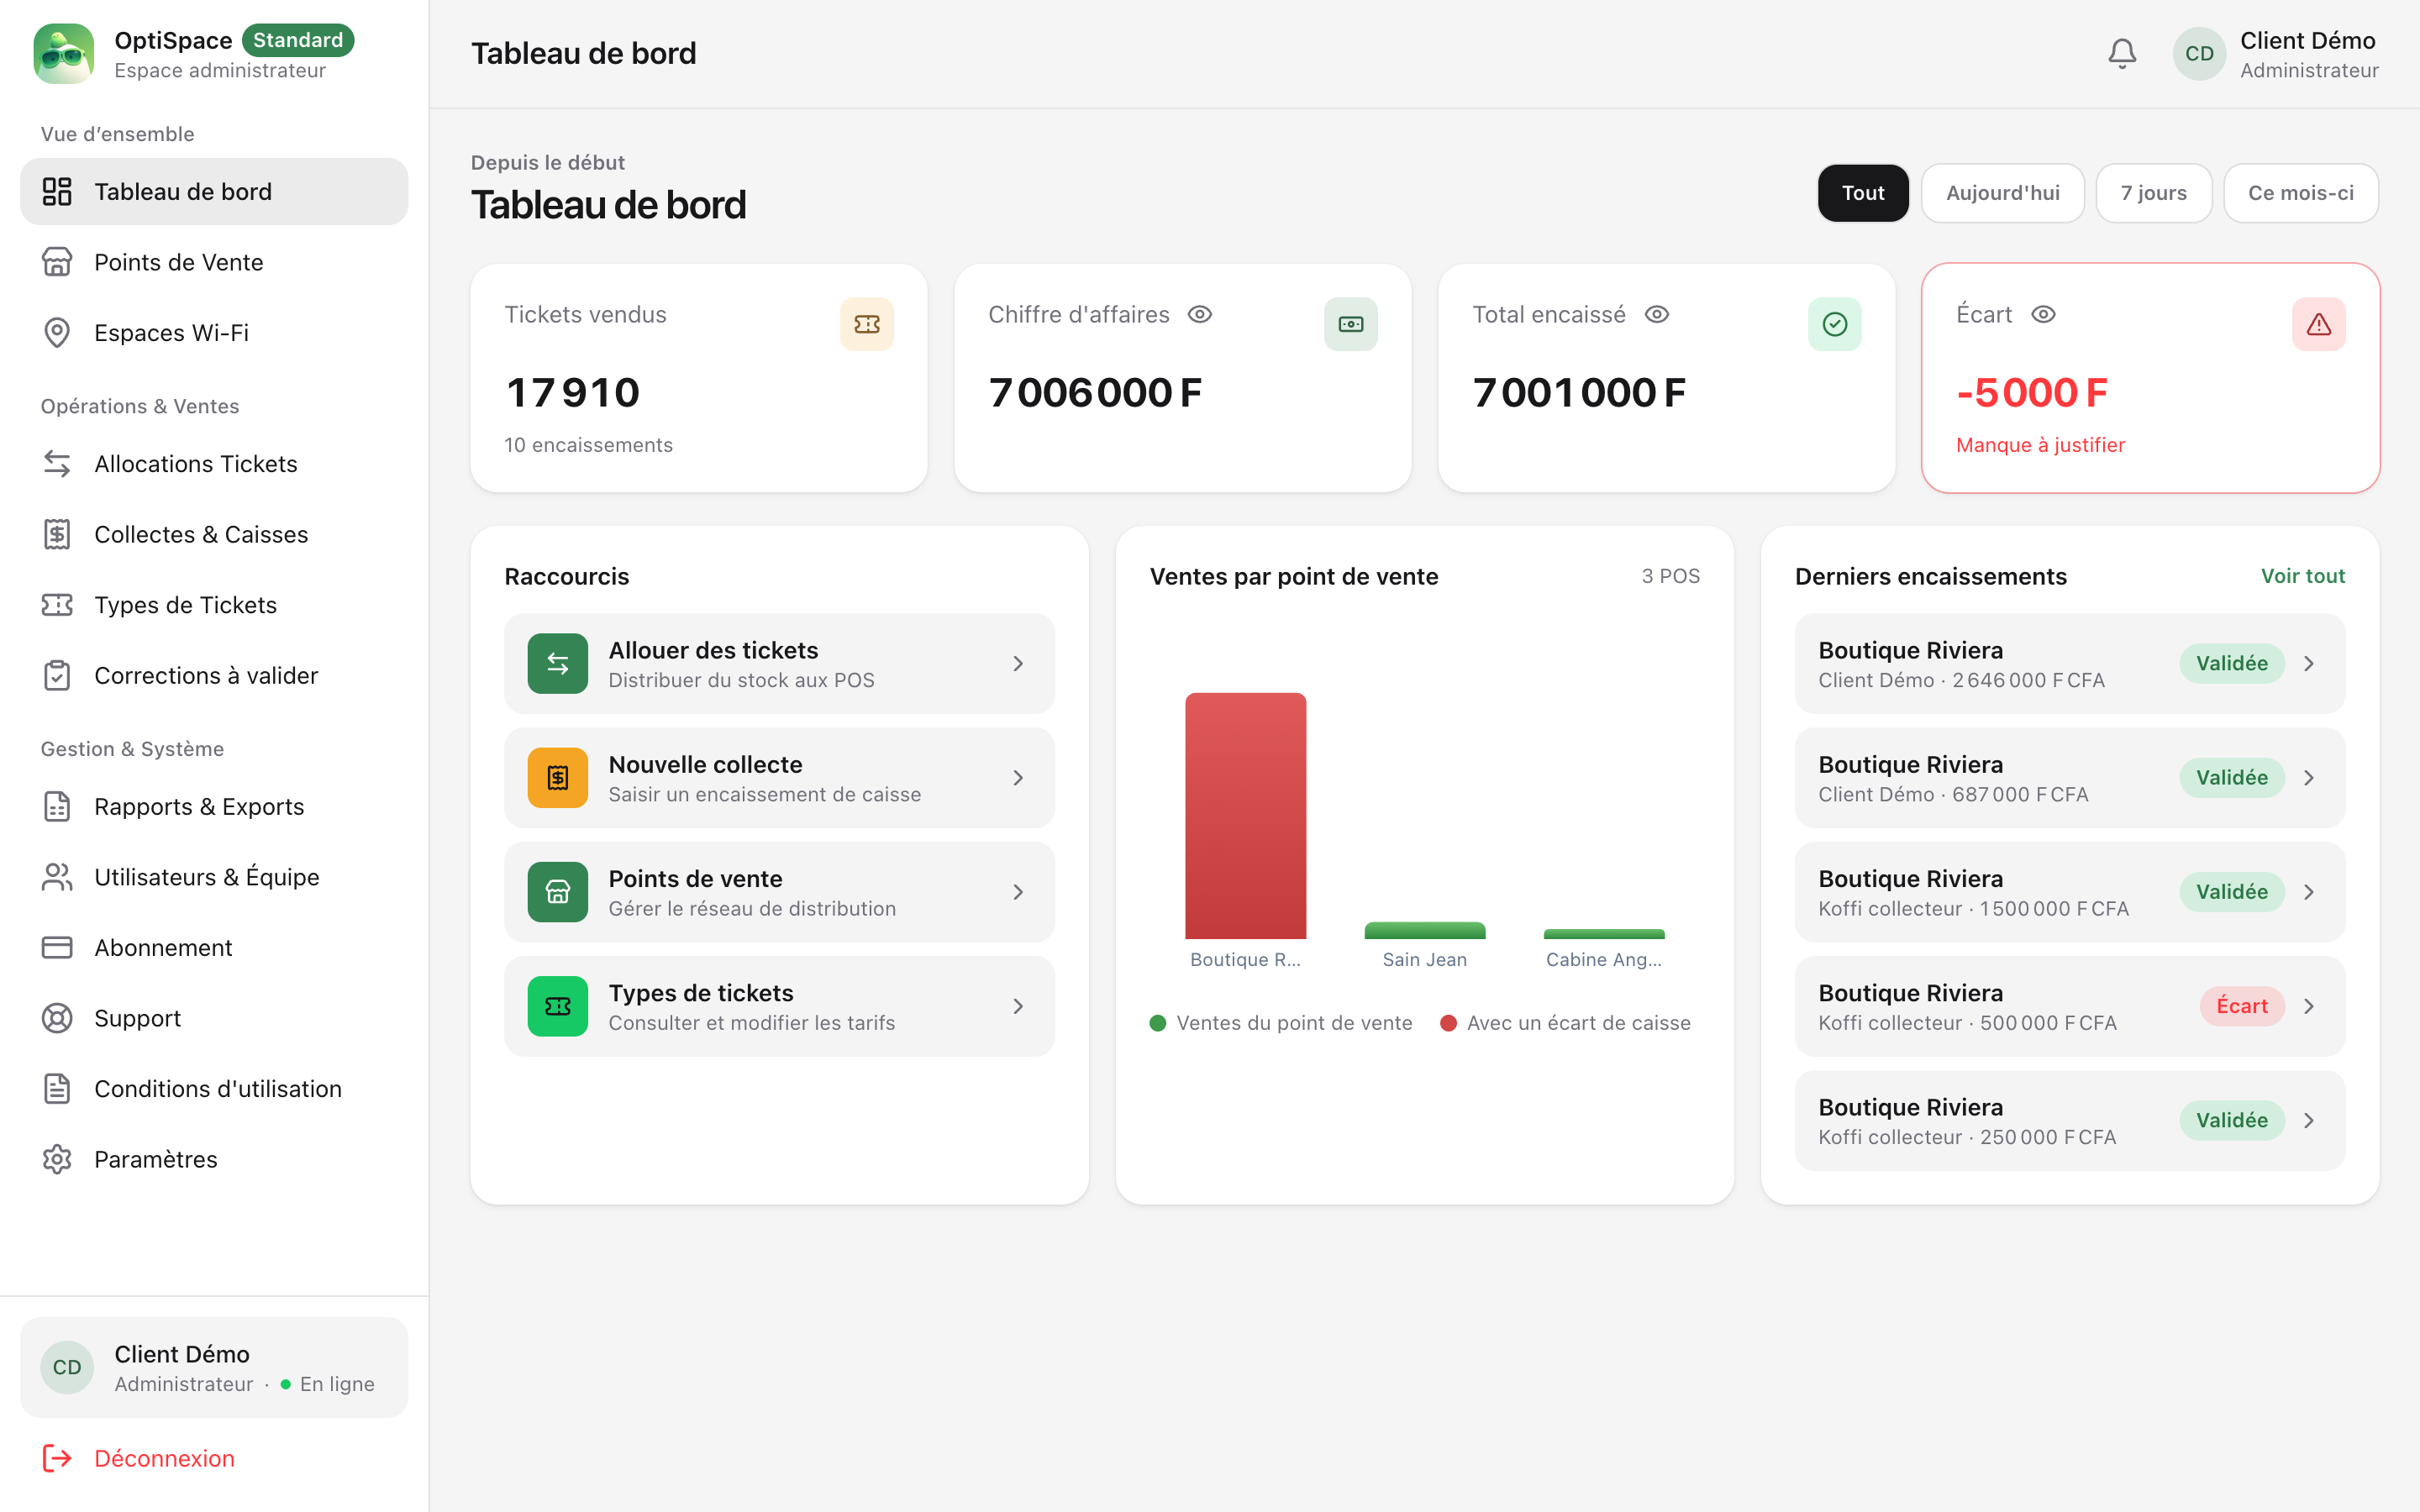 OptiSpace Standard
Espace administrateur
Vue d'ensemble
Tableau de bord
Points de Vente
Espaces Wi-Fi
Opérations & Ventes
Allocations Tickets
Collectes & Caisses
Types de Tickets
Corrections à valider
Gestion & Système
Rapports & Exports
Utilisateurs & Équipe
Abonnement
Support
Conditions d'utilisation
Paramètres
CD
Client Démo
Administrateur · En ligne
Déconnexion
Tableau de bord
CD
Client Démo
Administrateur
Depuis le début
Tableau de bord
Tout
Aujourd'hui
7 jours
Ce mois-ci
Tickets vendus
17 910
10 encaissements
Chiffre d'affaires
7 006 000 F
Total encaissé
7 001 000 F
Écart
-5 000 F
Manque à justifier
Raccourcis
Allouer des tickets
Distribuer du stock aux POS
Nouvelle collecte
Saisir un encaissement de caisse
Points de vente
Gérer le réseau de distribution
Types de tickets
Consulter et modifier les tarifs
Ventes par point de vente
3 POS
Boutique R...
Sain Jean
Cabine Ang...
Ventes du point de vente
Avec un écart de caisse
Derniers encaissements
Voir tout
Boutique Riviera
Client Démo · 2 646 000 F CFA
Validée
Boutique Riviera
Client Démo · 687 000 F CFA
Validée
Boutique Riviera
Koffi collecteur · 1 500 000 F CFA
Validée
Boutique Riviera
Koffi collecteur · 500 000 F CFA
Écart
Boutique Riviera
Koffi collecteur · 250 000 F CFA
Validée